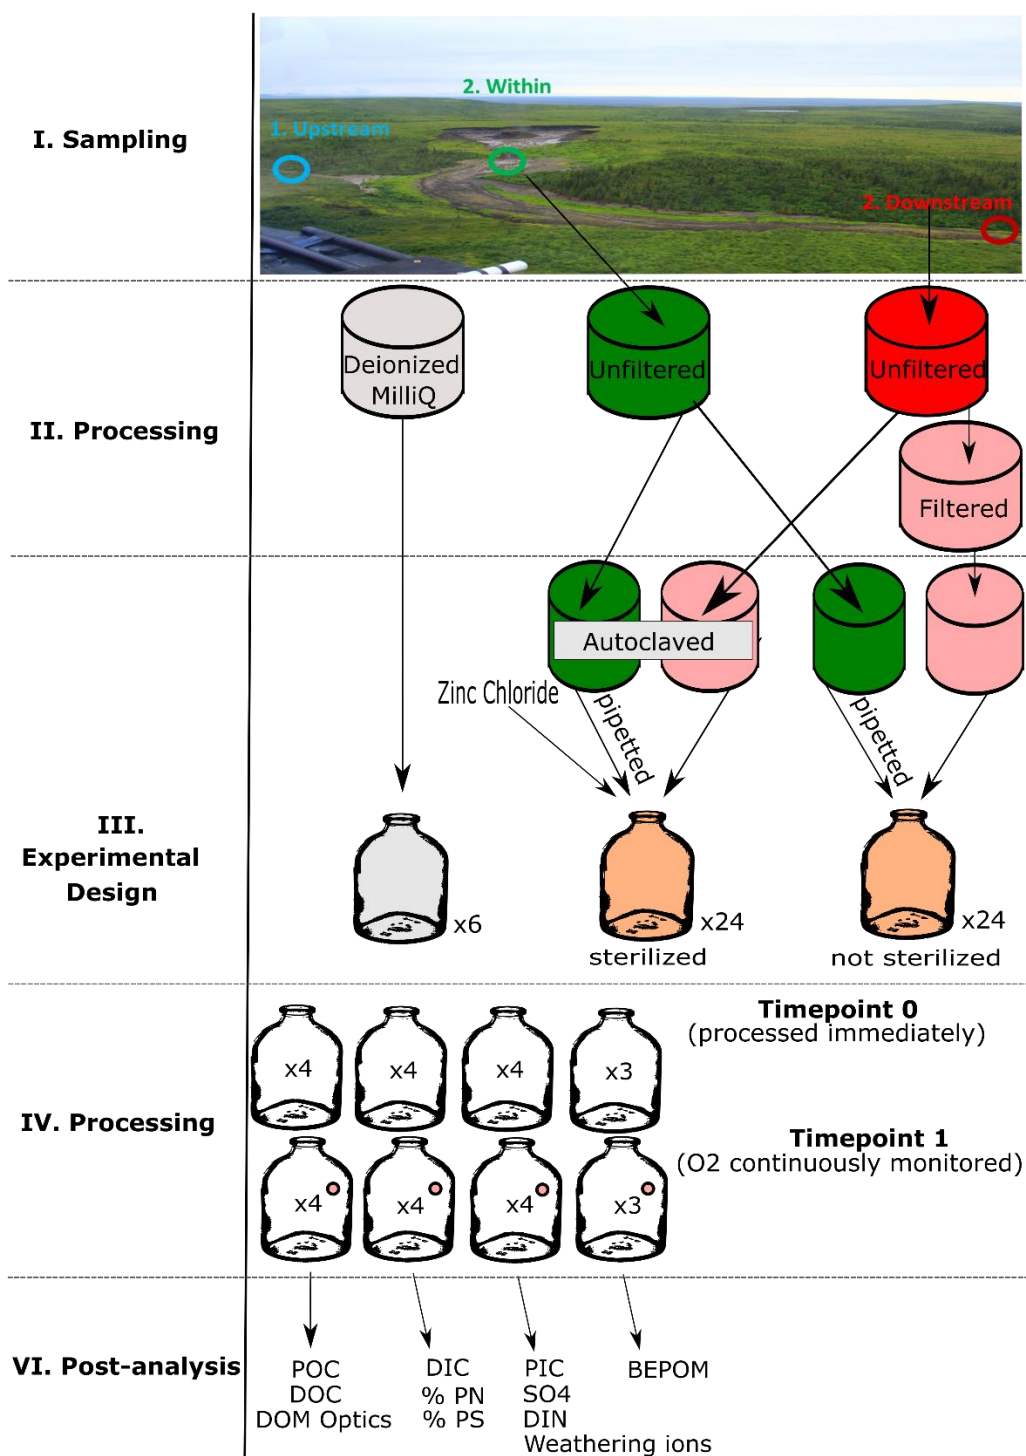 I. Sampling
2. Within
1. Upstream
2. Downstream
II. Processing
Deionized
MilliQ
Unfiltered
Unfiltered
Filtered
III.
Experimental
Design
Autoclaved
Zinc Chloride
pipetted
pipetted
x6
x24
x24
sterilized
not sterilized
IV. Processing
Timepoint 0
(processed immediately)
x4
x4
x4
x3
Timepoint 1
(O2 continuously monitored)
x4
x4
x4
x3
VI. Post-analysis
POC
DOC
DOM Optics
DIC
% PN
% PS
PIC
SO4
DIN
Weathering ions
BEPOM